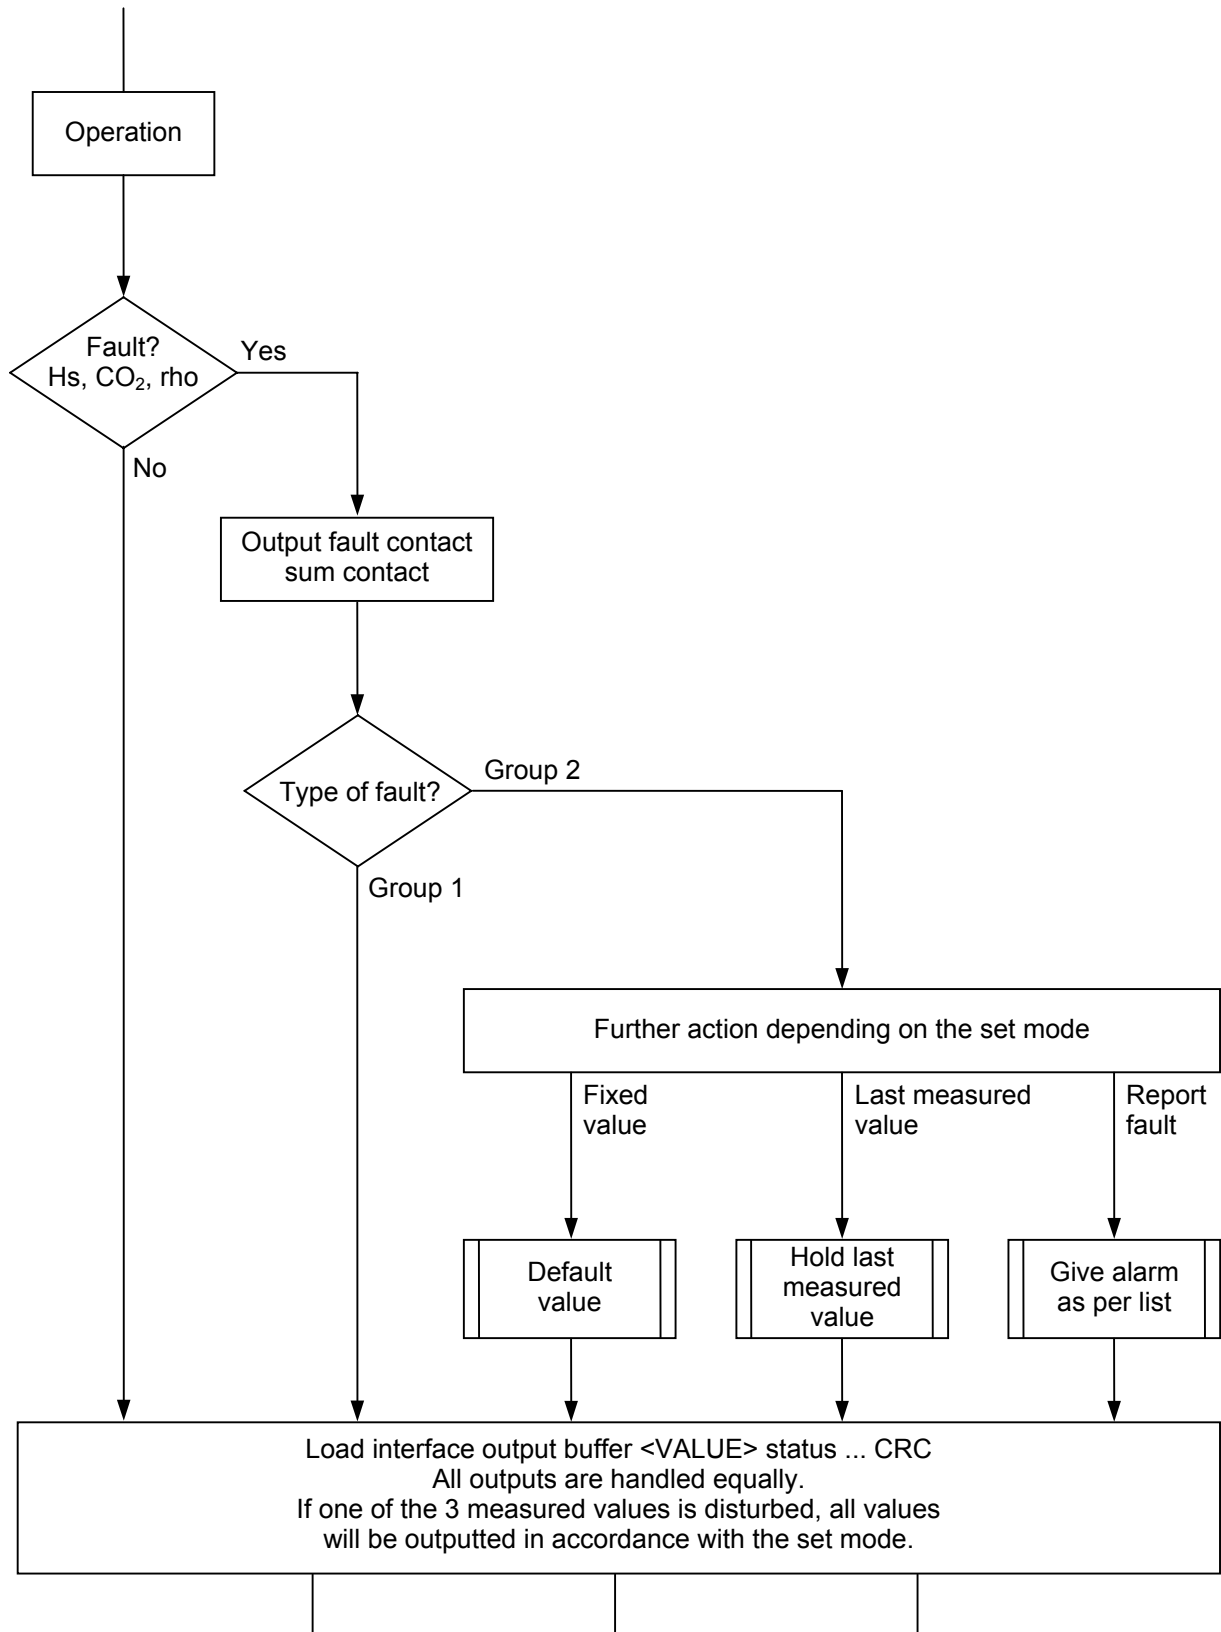 Operation
Fault?
Hs, CO₂, rho
Yes
No
Output fault contact
sum contact
Type of fault?
Group 2
Group 1
Further action depending on the set mode
Fixed
value
Last measured
value
Report
fault
Default
value
Hold last
measured
value
Give alarm
as per list
Load interface output buffer <VALUE> status ... CRC
All outputs are handled equally.
If one of the 3 measured values is disturbed, all values
will be outputted in accordance with the set mode.